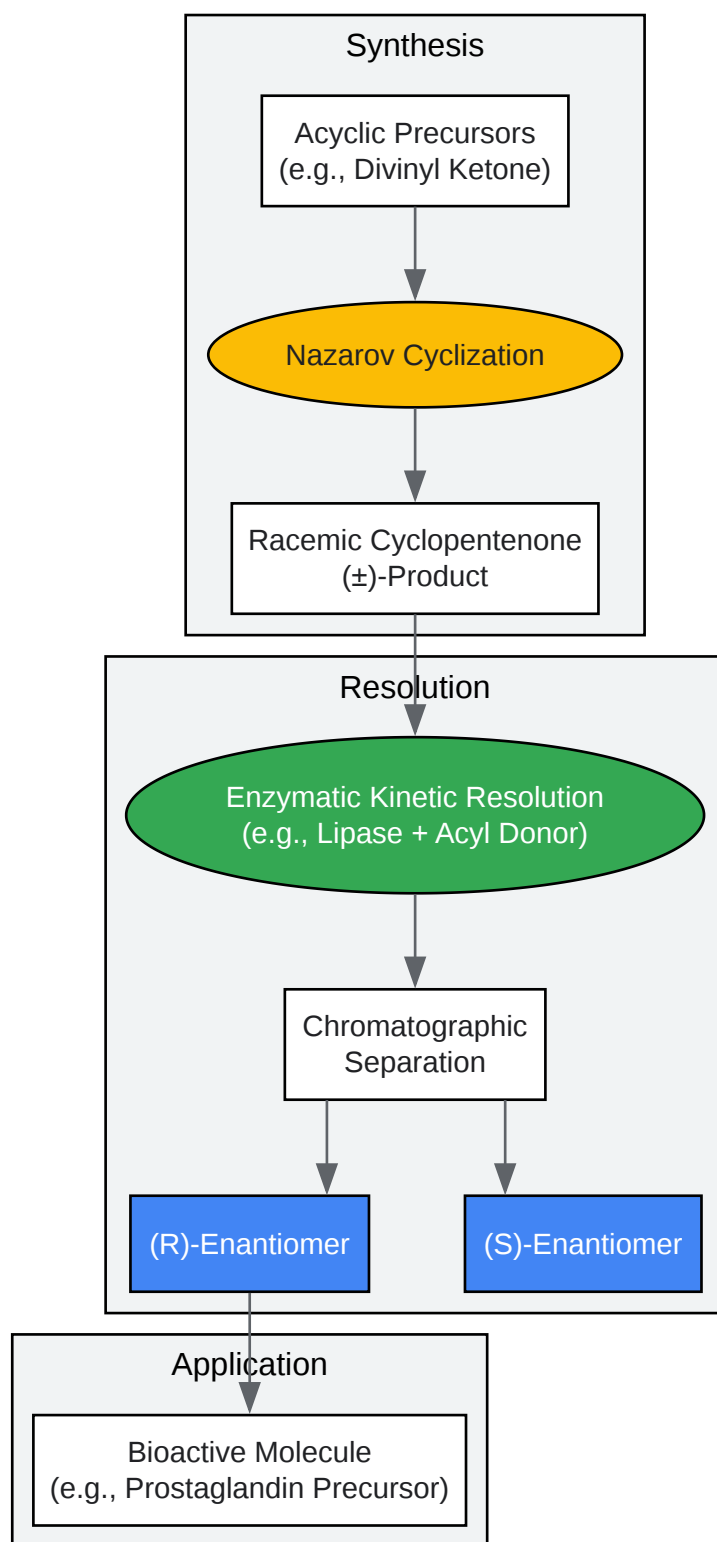 Synthesis
Acyclic Precursors
(e.g., Divinyl Ketone)
Nazarov Cyclization
Racemic Cyclopentenone
(±)-Product
Resolution
Enzymatic Kinetic Resolution
(e.g., Lipase + Acyl Donor)
Chromatographic
Separation
(R)-Enantiomer
(S)-Enantiomer
Application
Bioactive Molecule
(e.g., Prostaglandin Precursor)